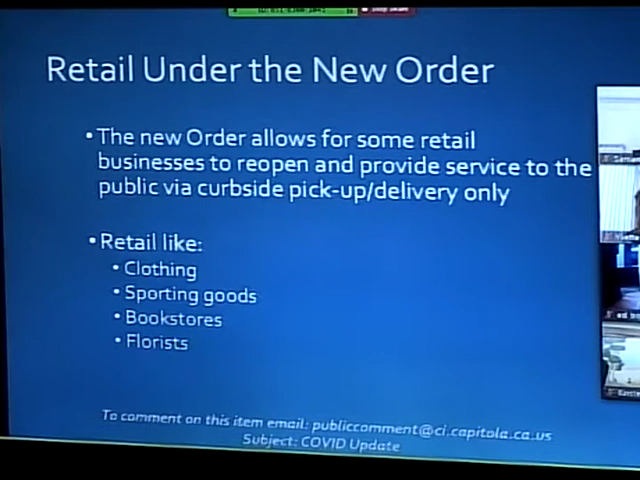 Retail Under the New Order
• The new Order allows for some retail
businesses to reopen and provide service to the
public via curbside pick-up/delivery only
• Retail like:
• Clothing
• Sporting goods
• Bookstores
• Florists
To comment on this item email: publiccomment@ci.capitola.ca.us
Subject: COVID Update